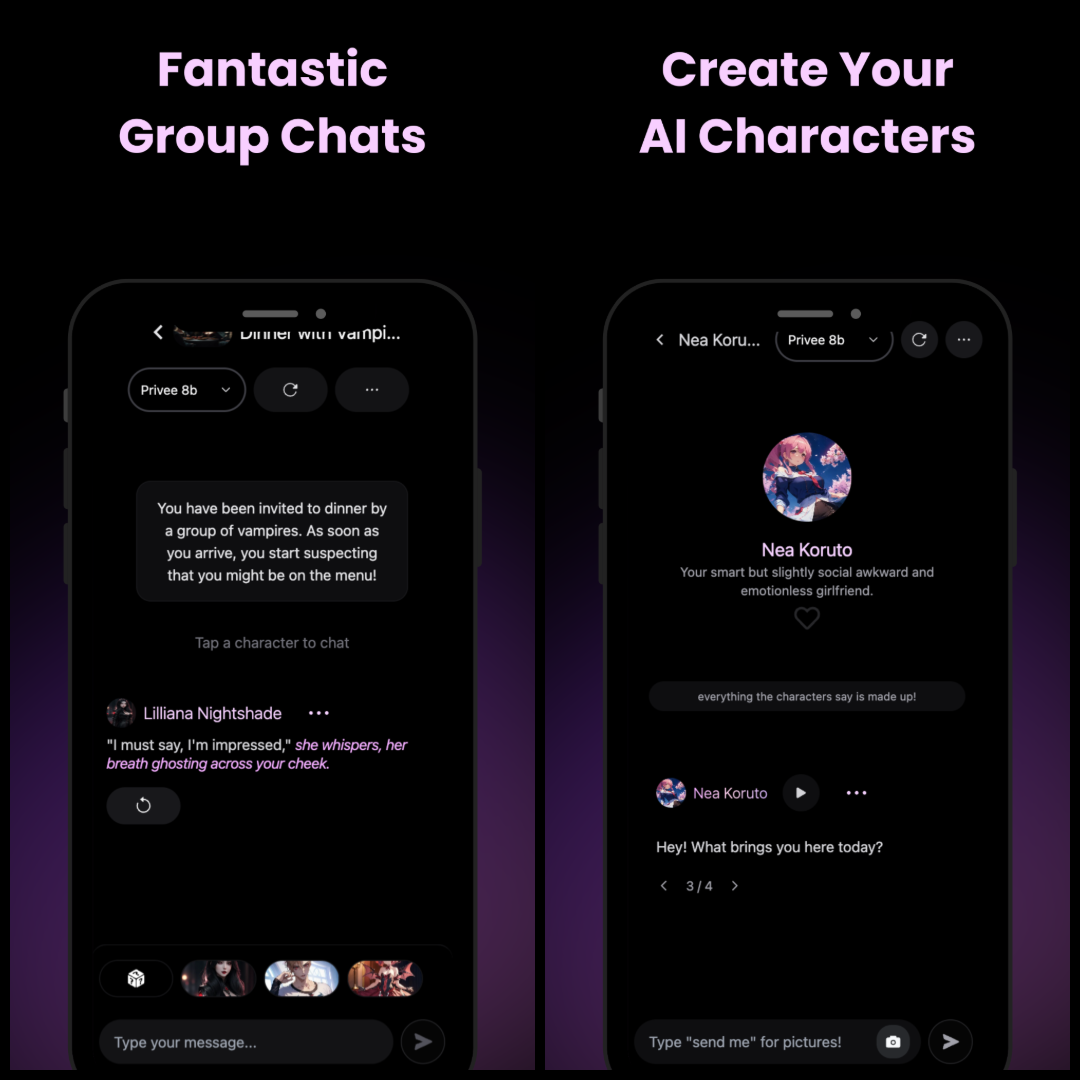 Fantastic
Group Chats
Dinner with Vampi...
Privee 8b
You have been invited to dinner by
a group of vampires. As soon as
you arrive, you start suspecting
that you might be on the menu!
Tap a character to chat
Lilliana Nightshade
"I must say, I'm impressed," she whispers, her
breath ghosting across your cheek.
Type your message...
Create Your
AI Characters
Nea Koru...
Privee 8b
Nea Koruto
Your smart but slightly social awkward and
emotionless girlfriend.
everything the characters say is made up!
Nea Koruto
Hey! What brings you here today?
3 / 4
Type "send me" for pictures!